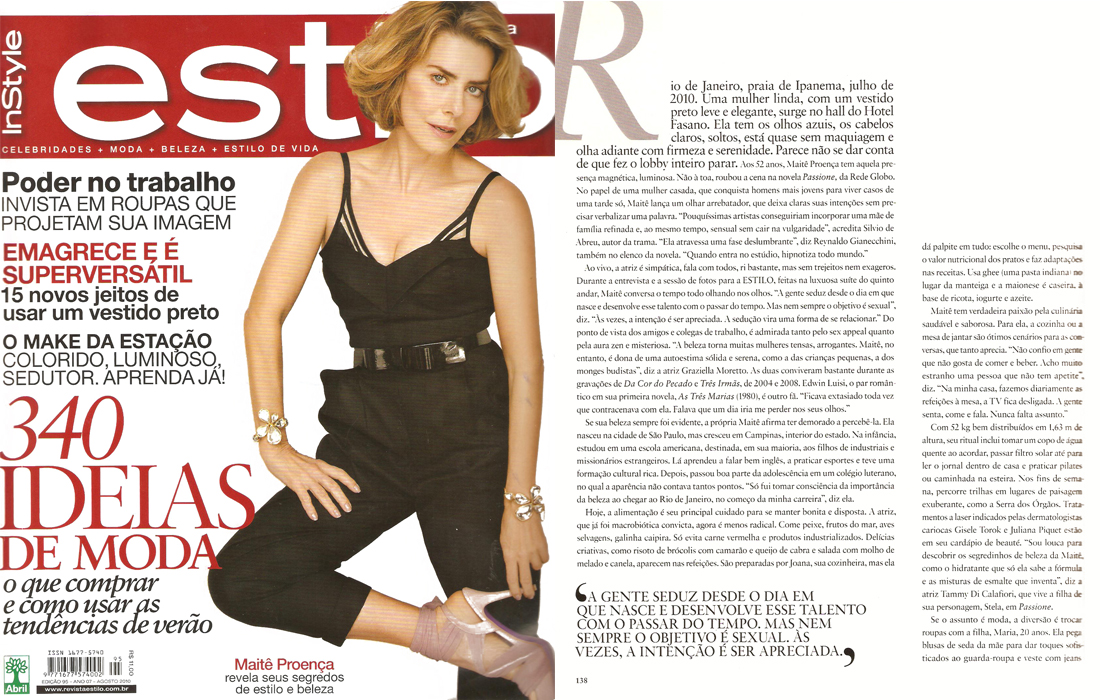 InStyle
estilo
CELEBRIDADES + MODA + BELEZA + ESTILO DE VIDA
Poder no trabalho
INVISTA EM ROUPAS QUE
PROJETAM SUA IMAGEM
EMAGRECE E É
SUPERVERSÁTIL
15 novos jeitos de
usar um vestido preto
O MAKE DA ESTAÇÃO
COLORIDO, LUMINOSO,
SEDUTOR. APRENDA JÁ!
340
IDEIAS
DE MODA
o que comprar
e como usar as
tendências de verão
ISSN 1677-5740
95
9 771677 574002
R$ 11,00
Abril
EDIÇÃO 95 - ANO 07 - AGOSTO 2010
www.revistaestilo.com.br
Maitê Proença
revela seus segredos
de estilo e beleza
R
io de Janeiro, praia de Ipanema, julho de
2010. Uma mulher linda, com um vestido
preto leve e elegante, surge no hall do Hotel
Fasano. Ela tem os olhos azuis, os cabelos
claros, soltos, está quase sem maquiagem e
olha adiante com firmeza e serenidade. Parece não se dar conta
de que fez o lobby inteiro parar. Aos 52 anos, Maitê Proença tem aquela pre-
sença magnética, luminosa. Não à toa, roubou a cena na novela Passione, da Rede Globo.
No papel de uma mulher casada, que conquista homens mais jovens para viver casos de
uma tarde só, Maitê lança um olhar arrebatador, que deixa claras suas intenções sem pre-
cisar verbalizar uma palavra. “Pouquíssimas artistas conseguiriam incorporar uma mãe de
família refinada e, ao mesmo tempo, sensual sem cair na vulgaridade”, acredita Silvio de
Abreu, autor da trama. “Ela atravessa uma fase deslumbrante”, diz Reynaldo Gianecchini,
também no elenco da novela. “Quando entra no estúdio, hipnotiza todo mundo.”
Ao vivo, a atriz é simpática, fala com todos, ri bastante, mas sem trejeitos nem exageros.
Durante a entrevista e a sessão de fotos para a ESTILO, feitas na luxuosa suíte do quinto
andar, Maitê conversa o tempo todo olhando nos olhos. “A gente seduz desde o dia em que
nasce e desenvolve esse talento com o passar do tempo. Mas nem sempre o objetivo é sexual”,
diz. “Às vezes, a intenção é ser apreciada. A sedução vira uma forma de se relacionar.” Do
ponto de vista dos amigos e colegas de trabalho, é admirada tanto pelo sex appeal quanto
pela aura zen e misteriosa. “A beleza torna muitas mulheres tensas, arrogantes. Maitê, no
entanto, é dona de uma autoestima sólida e serena, como a das crianças pequenas, a dos
monges budistas”, diz a atriz Graziella Moretto. As duas conviveram bastante durante as
gravações de Da Cor do Pecado e Três Irmãs, de 2004 e 2008. Edwin Luisi, o par român-
tico em sua primeira novela, As Três Marias (1980), é outro fã. “Ficava extasiado toda vez
que contracenava com ela. Falava que um dia iria me perder nos seus olhos.”
Se sua beleza sempre foi evidente, a própria Maitê afirma ter demorado a percebê-la. Ela
nasceu na cidade de São Paulo, mas cresceu em Campinas, interior do estado. Na infância,
estudou em uma escola americana, destinada, em sua maioria, aos filhos de industriais e
missionários estrangeiros. Lá aprendeu a falar bem inglês, a praticar esportes e teve uma
formação cultural rica. Depois, passou boa parte da adolescência em um colégio luterano,
no qual a aparência não contava tantos pontos. “Só fui tomar consciência da importância
da beleza ao chegar ao Rio de Janeiro, no começo da minha carreira”, diz ela.
Hoje, a alimentação é seu principal cuidado para se manter bonita e disposta. A atriz,
que já foi macrobiótica convicta, agora é menos radical. Come peixe, frutos do mar, aves
selvagens, galinha caipira. Só evita carne vermelha e produtos industrializados. Delícias
criativas, como risoto de brócolis com camarão e queijo de cabra e salada com molho de
melado e canela, aparecem nas refeições. São preparadas por Joana, sua cozinheira, mas ela
‘A GENTE SEDUZ DESDE O DIA EM
QUE NASCE E DESENVOLVE ESSE TALENTO
COM O PASSAR DO TEMPO. MAS NEM
SEMPRE O OBJETIVO É SEXUAL. ÀS
VEZES, A INTENÇÃO É SER APRECIADA.’
138
dá palpite em tudo: escolhe o menu, pesquisa
o valor nutricional dos pratos e faz adaptações
nas receitas. Usa ghee (uma pasta indiana) no
lugar da manteiga e a maionese é caseira, à
base de ricota, iogurte e azeite.
Maitê tem verdadeira paixão pela culinária
saudável e saborosa. Para ela, a cozinha ou a
mesa de jantar são ótimos cenários para as con-
versas, que tanto aprecia. “Não confio em gente
que não gosta de comer e beber. Acho muito
estranho uma pessoa que não tem apetite”,
diz. “Na minha casa, fazemos diariamente as
refeições à mesa, a TV fica desligada. A gente
senta, come e fala. Nunca falta assunto.”
Com 52 kg bem distribuídos em 1,63 m de
altura, seu ritual inclui tomar um copo de água
quente ao acordar, passar filtro solar até para
ler o jornal dentro de casa e praticar pilates
ou caminhada na esteira. Nos fins de sema-
na, percorre trilhas em lugares de paisagem
exuberante, como a Serra dos Órgãos. Trata-
mentos a laser indicados pelas dermatologistas
cariocas Gisele Torok e Juliana Piquet estão
em seu cardápio de beauté. “Sou louca para
descobrir os segredinhos de beleza da Maitê,
como o hidratante que só ela sabe a fórmula
e as misturas de esmalte que inventa”, diz a
atriz Tammy Di Calafiori, que vive a filha de
sua personagem, Stela, em Passione.
Se o assunto é moda, a diversão é trocar
roupas com a filha, Maria, 20 anos. Ela pega
blusas de seda da mãe para dar toques sofis-
ticados ao guarda-roupa e veste com jeans